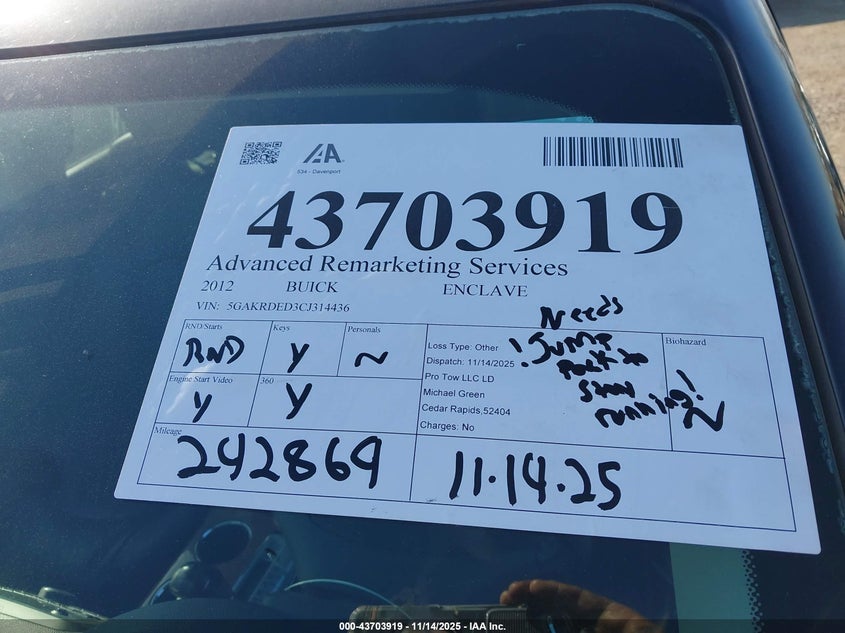 IAA
534 - Davenport
43703919
Advanced Remarketing Services
2012 BUICK ENCLAVE
VIN: 5GAKRDED3CJ314436
RND/Starts
RND
Keys
Y
Personals
N
Loss Type: Other
Dispatch: 11/14/2025
Pro Tow LLC LD
Michael Green
Cedar Rapids,52404
Charges: No
Needs
! Jump
Pack to
stay
running!
Biohazard
N
Engine Start Video
Y
360
Y
Mileage
242869
11.14.25
000-43703919 - 11/14/2025 - IAA Inc.